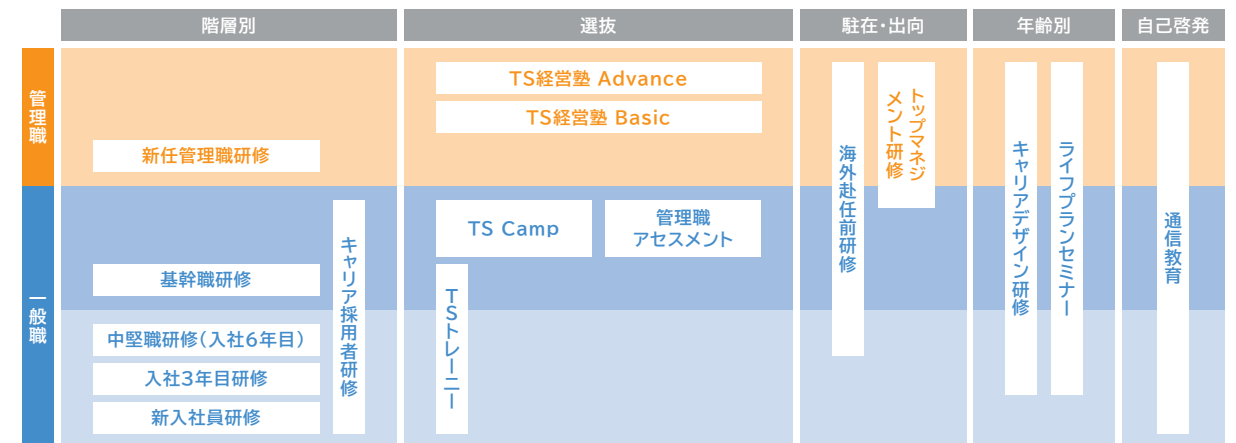 階層別
選抜
駐在・出向
年齢別
自己啓発
管理職
一般職
新任管理職研修
基幹職研修
中堅職研修(入社6年目)
入社3年目研修
新入社員研修
キャリア採用者研修
TS経営塾 Advance
TS経営塾 Basic
TS Camp
管理職
アセスメント
TSトレーニー
海外赴任前研修
トップマネジ
メント研修
キャリアデザイン研修
ライフプランセミナー
通信教育